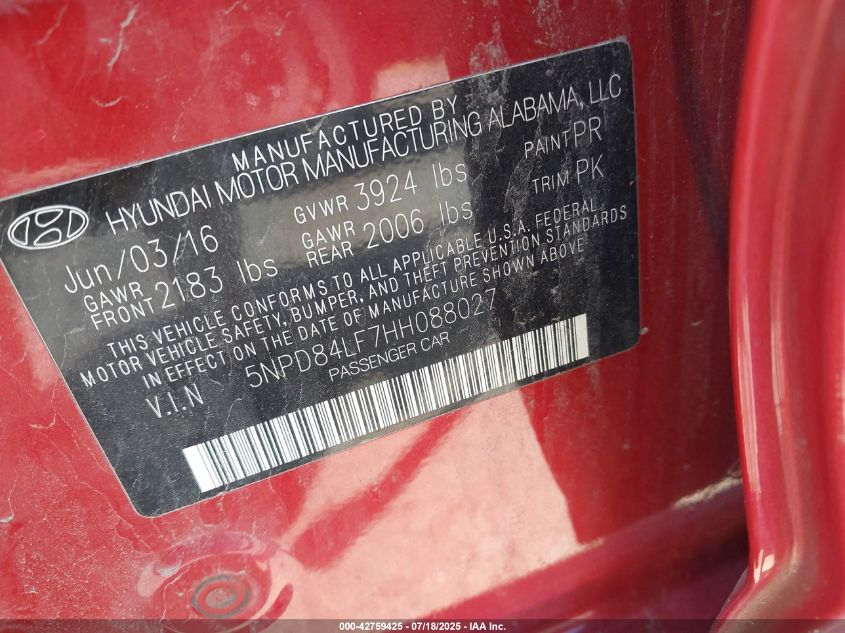 MANUFACTURED BY
HYUNDAI MOTOR MANUFACTURING ALABAMA, LLC
Jun/03/16 GVWR 3924 lbs PAINT PR
GAWR FRONT 2183 lbs GAWR REAR 2006 lbs TRIM PK
THIS VEHICLE CONFORMS TO ALL APPLICABLE U.S.A. FEDERAL
MOTOR VEHICLE SAFETY, BUMPER, AND THEFT PREVENTION STANDARDS
IN EFFECT ON THE DATE OF MANUFACTURE SHOWN ABOVE
V.I.N 5NPD84LF7HH088027
PASSENGER CAR
000-42759425 - 07/18/2025 - IAA Inc.